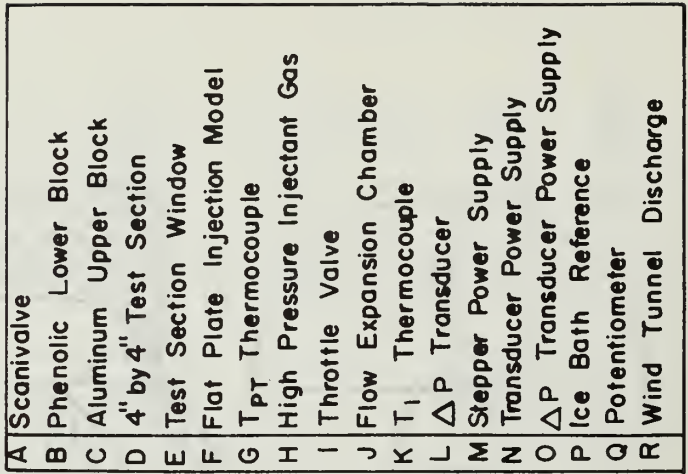 A Scanivalve
B Phenolic Lower Block
C Aluminum Upper Block
D 4" by 4" Test Section
E Test Section Window
F Flat Plate Injection Model
G TPT Thermocouple
H High Pressure Injectant Gas
I Throttle Valve
J Flow Expansion Chamber
K T1 Thermocouple
L △P Transducer
M Stepper Power Supply
N Transducer Power Supply
O △P Transducer Power Supply
P Ice Bath Reference
Q Potentiometer
R Wind Tunnel Discharge